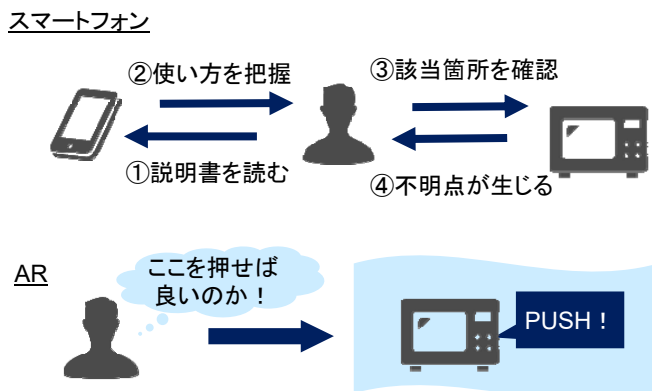 スマートフォン
②使い方を把握
③該当箇所を確認
①説明書を読む
④不明点が生じる
AR
ここを押せば
良いのか！
PUSH！